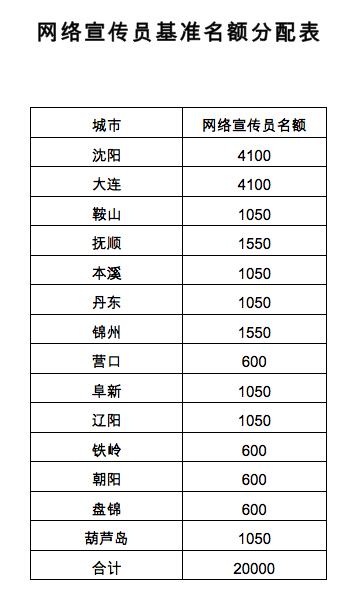 网络宣传员基准名额分配表
城市 网络宣传员名额
沈阳 4100
大连 4100
鞍山 1050
抚顺 1550
本溪 1050
丹东 1050
锦州 1550
营口 600
阜新 1050
辽阳 1050
铁岭 600
朝阳 600
盘锦 600
葫芦岛 1050
合计 20000